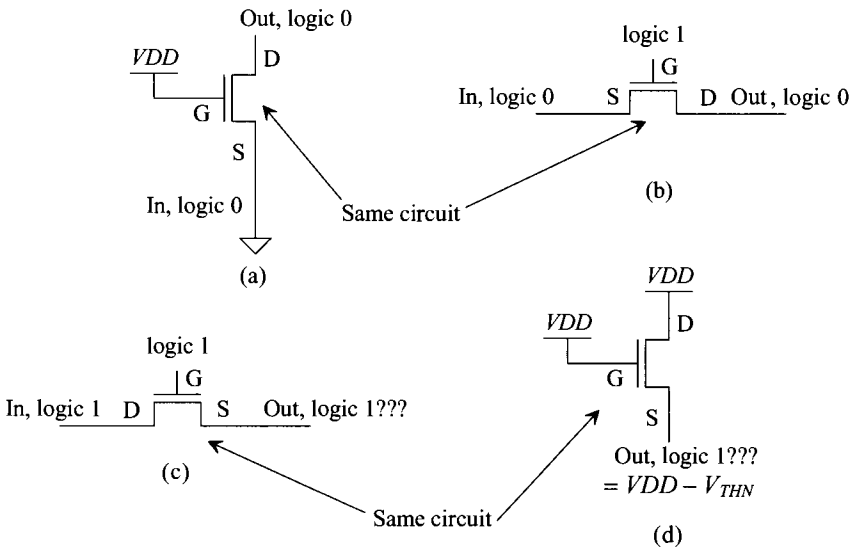 Out, logic 0
VDD
D
G
S
In, logic 0
(a)
logic 1
G
In, logic 0
S
D
Out, logic 0
(b)
Same circuit
logic 1
G
In, logic 1
D
S
Out, logic 1???
(c)
VDD
VDD
D
G
S
Out, logic 1???
= VDD – V_THN
(d)
Same circuit